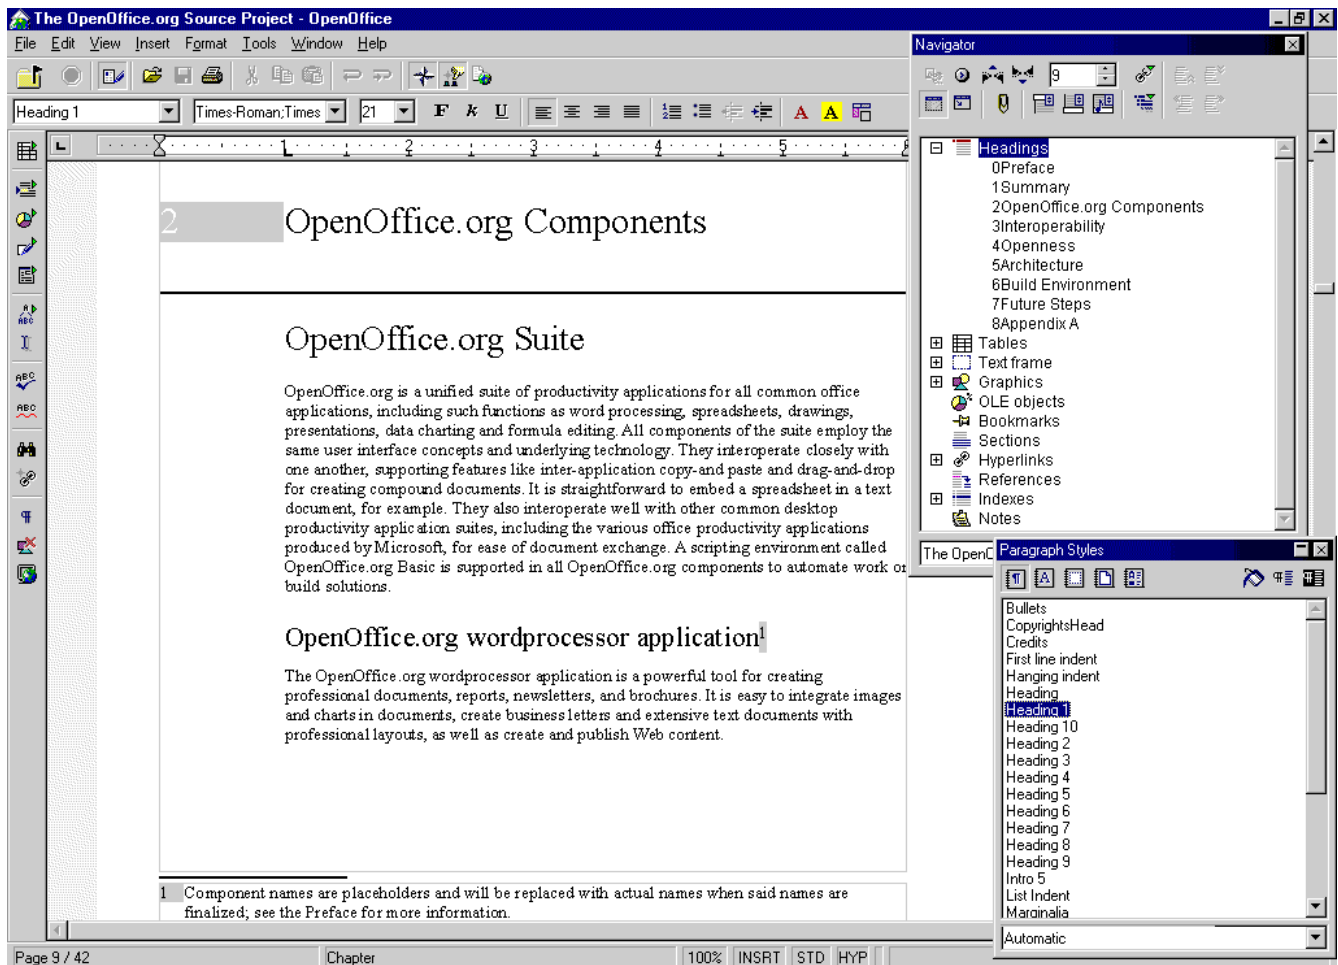 The OpenOffice.org Source Project - OpenOffice
File Edit View Insert Format Tools Window Help
Heading 1 Times-Roman;Times 21 F k U A A
1 2 3 4 5
2 OpenOffice.org Components
OpenOffice.org Suite
OpenOffice.org is a unified suite of productivity applications for all common office
applications, including such functions as word processing, spreadsheets, drawings,
presentations, data charting and formula editing. All components of the suite employ the
same user interface concepts and underlying technology. They interoperate closely with
one another, supporting features like inter-application copy-and paste and drag-and-drop
for creating compound documents. It is straightforward to embed a spreadsheet in a text
document, for example. They also interoperate well with other common desktop
productivity application suites, including the various office productivity applications
produced by Microsoft, for ease of document exchange. A scripting environment called
OpenOffice.org Basic is supported in all OpenOffice.org components to automate work or
build solutions.
OpenOffice.org wordprocessor application1
The OpenOffice.org wordprocessor application is a powerful tool for creating
professional documents, reports, newsletters, and brochures. It is easy to integrate images
and charts in documents, create business letters and extensive text documents with
professional layouts, as well as create and publish Web content.
1 Component names are placeholders and will be replaced with actual names when said names are
finalized; see the Preface for more information.
Navigator
9
Headings
0Preface
1Summary
2OpenOffice.org Components
3Interoperability
4Openness
5Architecture
6Build Environment
7Future Steps
8Appendix A
Tables
Text frame
Graphics
OLE objects
Bookmarks
Sections
Hyperlinks
References
Indexes
Notes
The OpenO
Paragraph Styles
Bullets
CopyrightsHead
Credits
First line indent
Hanging indent
Heading
Heading 1
Heading 10
Heading 2
Heading 3
Heading 4
Heading 5
Heading 6
Heading 7
Heading 8
Heading 9
Intro 5
List Indent
Marginalia
Automatic
Page 9 / 42 Chapter 100% INSRT STD HYP